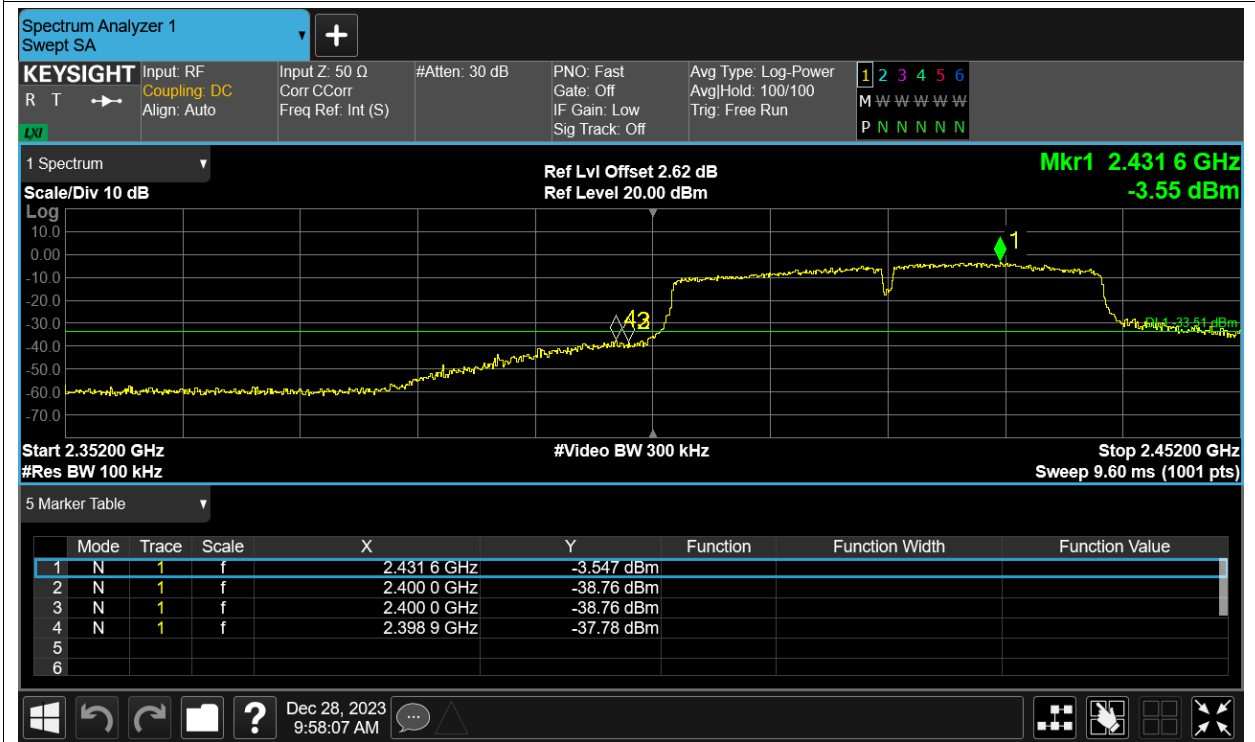 Spectrum Analyzer 1
Swept SA
+
KEYSIGHT
R T
LXI
Input: RF
Coupling: DC
Align: Auto
Input Z: 50 Ω
Corr CCorr
Freq Ref: Int (S)
#Atten: 30 dB
PNO: Fast
Gate: Off
IF Gain: Low
Sig Track: Off
Avg Type: Log-Power
Avg|Hold: 100/100
Trig: Free Run
1 2 3 4 5 6
M W W W W W
P N N N N N
1 Spectrum
Scale/Div 10 dB
Ref Lvl Offset 2.62 dB
Ref Level 20.00 dBm
Mkr1 2.431 6 GHz
-3.55 dBm
Log
10.0
0.00
-10.0
-20.0
-30.0
-40.0
-50.0
-60.0
-70.0
1
4
DL1 -33.51 dBm
Start 2.35200 GHz
#Res BW 100 kHz
#Video BW 300 kHz
Stop 2.45200 GHz
Sweep 9.60 ms (1001 pts)
5 Marker Table
Mode Trace Scale X Y Function Function Width Function Value
1 N 1 f 2.431 6 GHz -3.547 dBm
2 N 1 f 2.400 0 GHz -38.76 dBm
3 N 1 f 2.400 0 GHz -38.76 dBm
4 N 1 f 2.398 9 GHz -37.78 dBm
5
6
?
Dec 28, 2023
9:58:07 AM